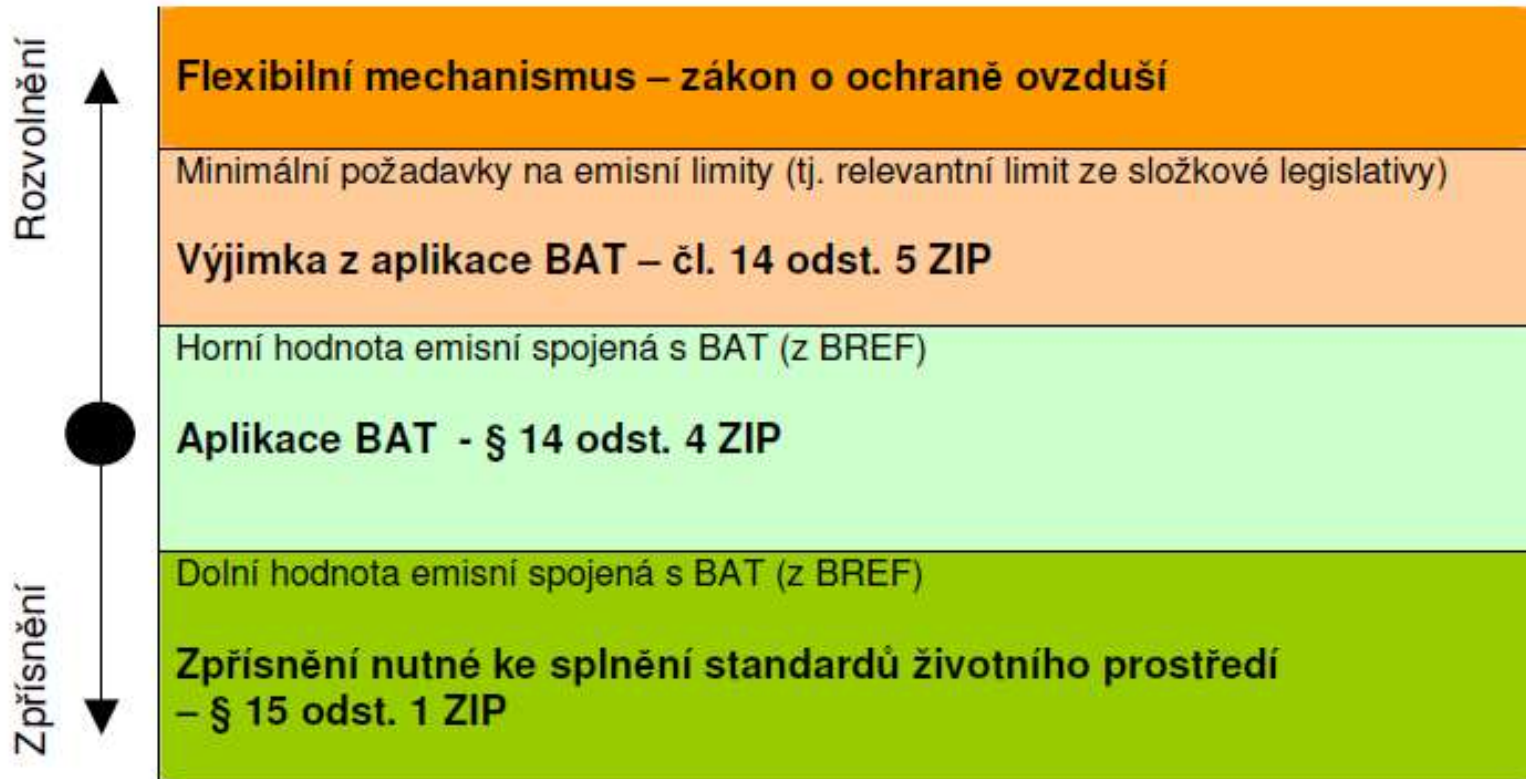 Rozvolnění
Zpřísnění
Flexibilní mechanismus – zákon o ochraně ovzduší
Minimální požadavky na emisní limity (tj. relevantní limit ze složkové legislativy)
Výjimka z aplikace BAT – čl. 14 odst. 5 ZIP
Horní hodnota emisní spojená s BAT (z BREF)
Aplikace BAT - § 14 odst. 4 ZIP
Dolní hodnota emisní spojená s BAT (z BREF)
Zpřísnění nutné ke splnění standardů životního prostředí
– § 15 odst. 1 ZIP